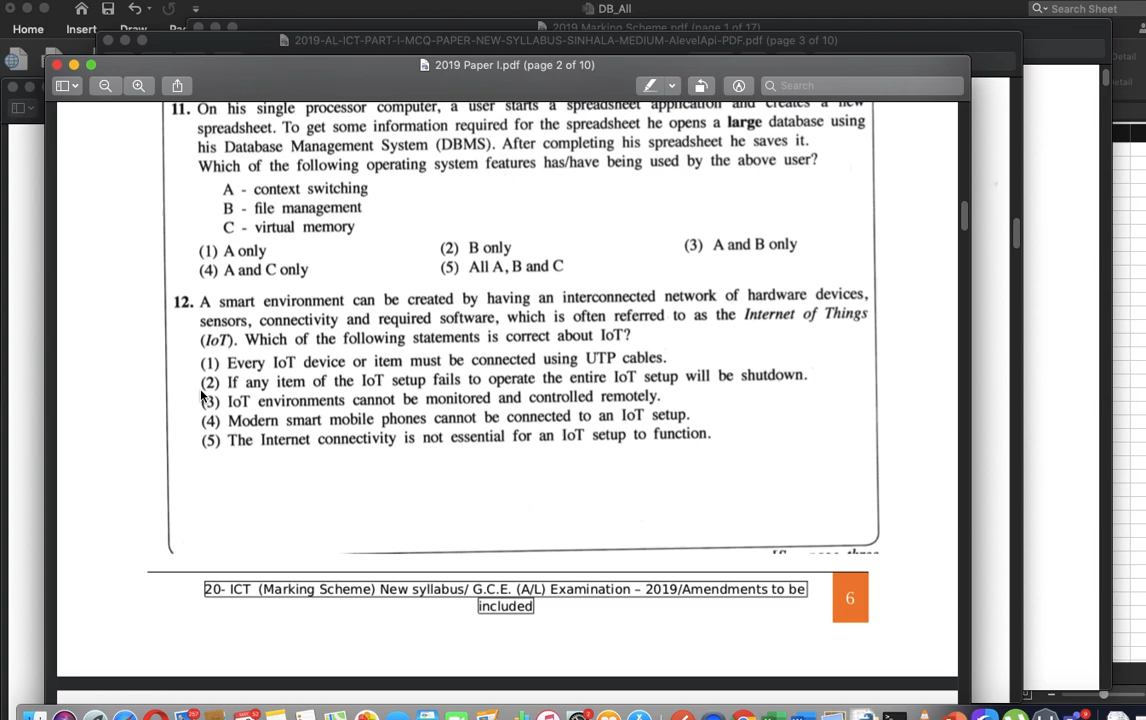 DB_All
Search Sheet
Home
Insert
Draw
2019 Marking Scheme.pdf (page 1 of 17)
2019-AL-ICT-PART-I-MCQ-PAPER-NEW-SYLLABUS-SINHALA-MEDIUM-AlevelApi-PDF.pdf (page 3 of 10)
2019 Paper I.pdf (page 2 of 10)
Search
11. On his single processor computer, a user starts a spreadsheet application and creates a new
spreadsheet. To get some information required for the spreadsheet he opens a large database using
his Database Management System (DBMS). After completing his spreadsheet he saves it.
Which of the following operating system features has/have being used by the above user?
A - context switching
B - file management
C - virtual memory
(1) A only (2) B only (3) A and B only
(4) A and C only (5) All A, B and C
12. A smart environment can be created by having an interconnected network of hardware devices,
sensors, connectivity and required software, which is often referred to as the Internet of Things
(IoT). Which of the following statements is correct about IoT?
(1) Every IoT device or item must be connected using UTP cables.
(2) If any item of the IoT setup fails to operate the entire IoT setup will be shutdown.
(3) IoT environments cannot be monitored and controlled remotely.
(4) Modern smart mobile phones cannot be connected to an IoT setup.
(5) The Internet connectivity is not essential for an IoT setup to function.
20- ICT (Marking Scheme) New syllabus/ G.C.E. (A/L) Examination – 2019/Amendments to be
included
6